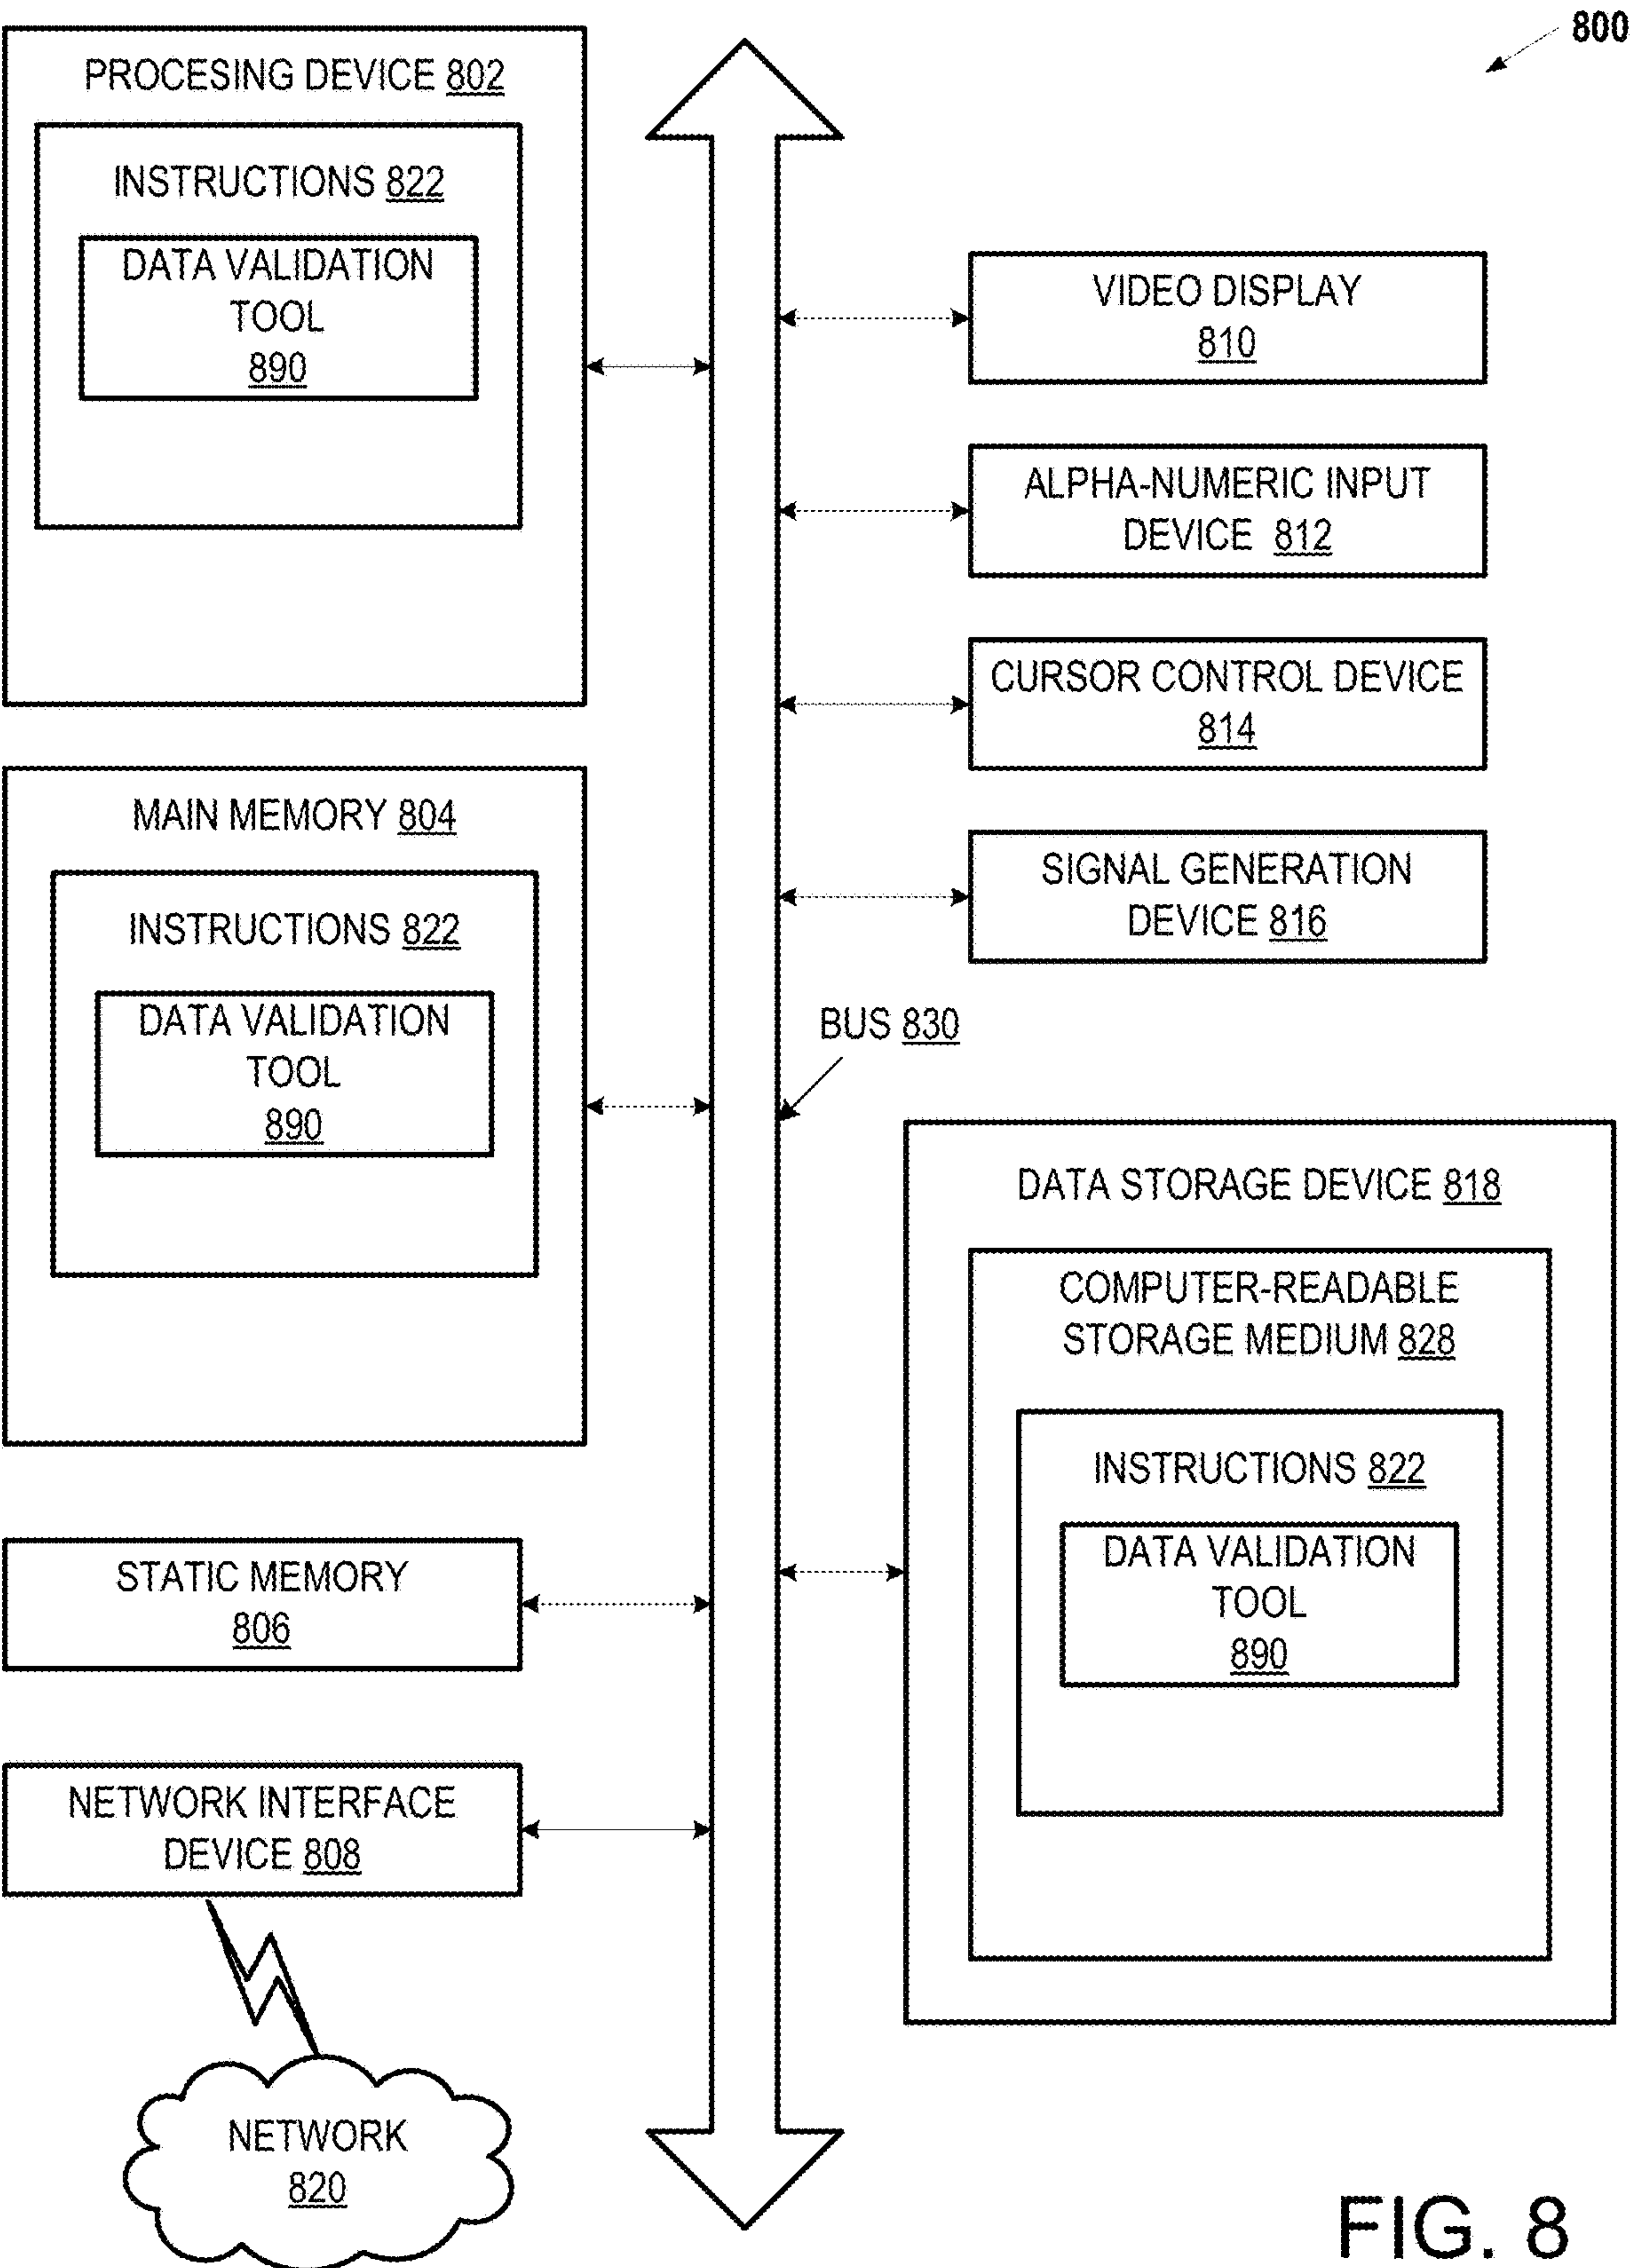 800
PROCESING DEVICE 802
INSTRUCTIONS 822
DATA VALIDATION
TOOL
890
MAIN MEMORY 804
INSTRUCTIONS 822
DATA VALIDATION
TOOL
890
STATIC MEMORY
806
NETWORK INTERFACE
DEVICE 808
NETWORK
820
VIDEO DISPLAY
810
ALPHA-NUMERIC INPUT
DEVICE 812
CURSOR CONTROL DEVICE
814
SIGNAL GENERATION
DEVICE 816
BUS 830
DATA STORAGE DEVICE 818
COMPUTER-READABLE
STORAGE MEDIUM 828
INSTRUCTIONS 822
DATA VALIDATION
TOOL
890
FIG. 8